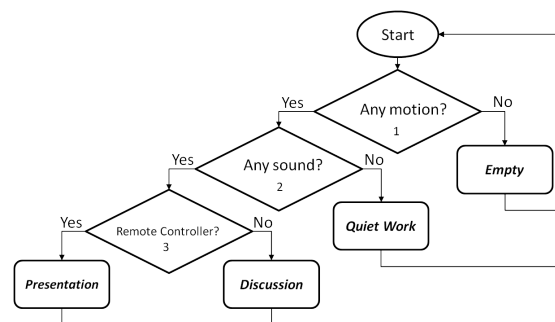 Start
Any motion?
1
Yes
No
Any sound?
2
Yes
No
Empty
Remote Controller?
3
Yes
No
Quiet Work
Presentation
Discussion